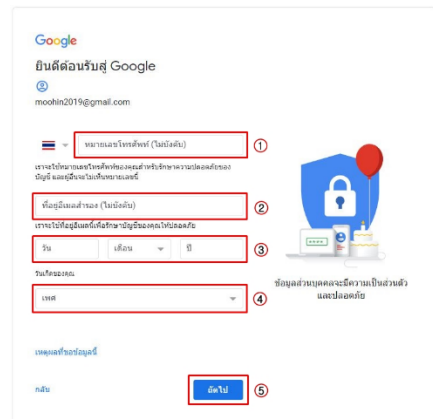 Google
ยินดีต้อนรับสู่ Google
moohin2019@gmail.com
หมายเลขโทรศัพท์ (ไม่บังคับ)
①
เราจะใช้หมายเลขโทรศัพท์ของคุณสำหรับรักษาความปลอดภัยของ
บัญชี และผู้อื่นจะไม่เห็นหมายเลขนี้
ที่อยู่อีเมลสำรอง (ไม่บังคับ)
②
เราจะใช้ที่อยู่อีเมลนี้เพื่อรักษาบัญชีของคุณให้ปลอดภัย
วัน เดือน ปี
③
วันเกิดของคุณ
เพศ
④
ข้อมูลส่วนบุคคลจะมีความเป็นส่วนตัว
และปลอดภัย
เหตุผลที่ขอข้อมูลนี้
กลับ ถัดไป
⑤